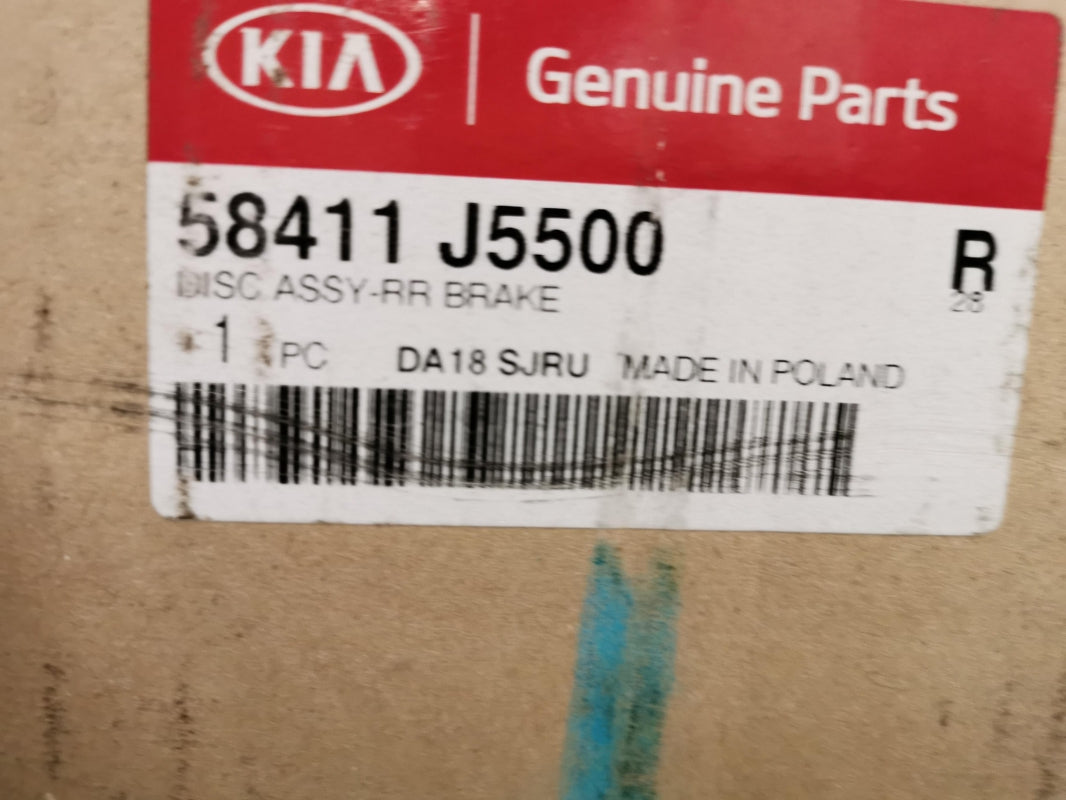 KIA Genuine Parts
58411 J5500 R
DISC ASSY-RR BRAKE 28
1 PC DA18 SJRU MADE IN POLAND